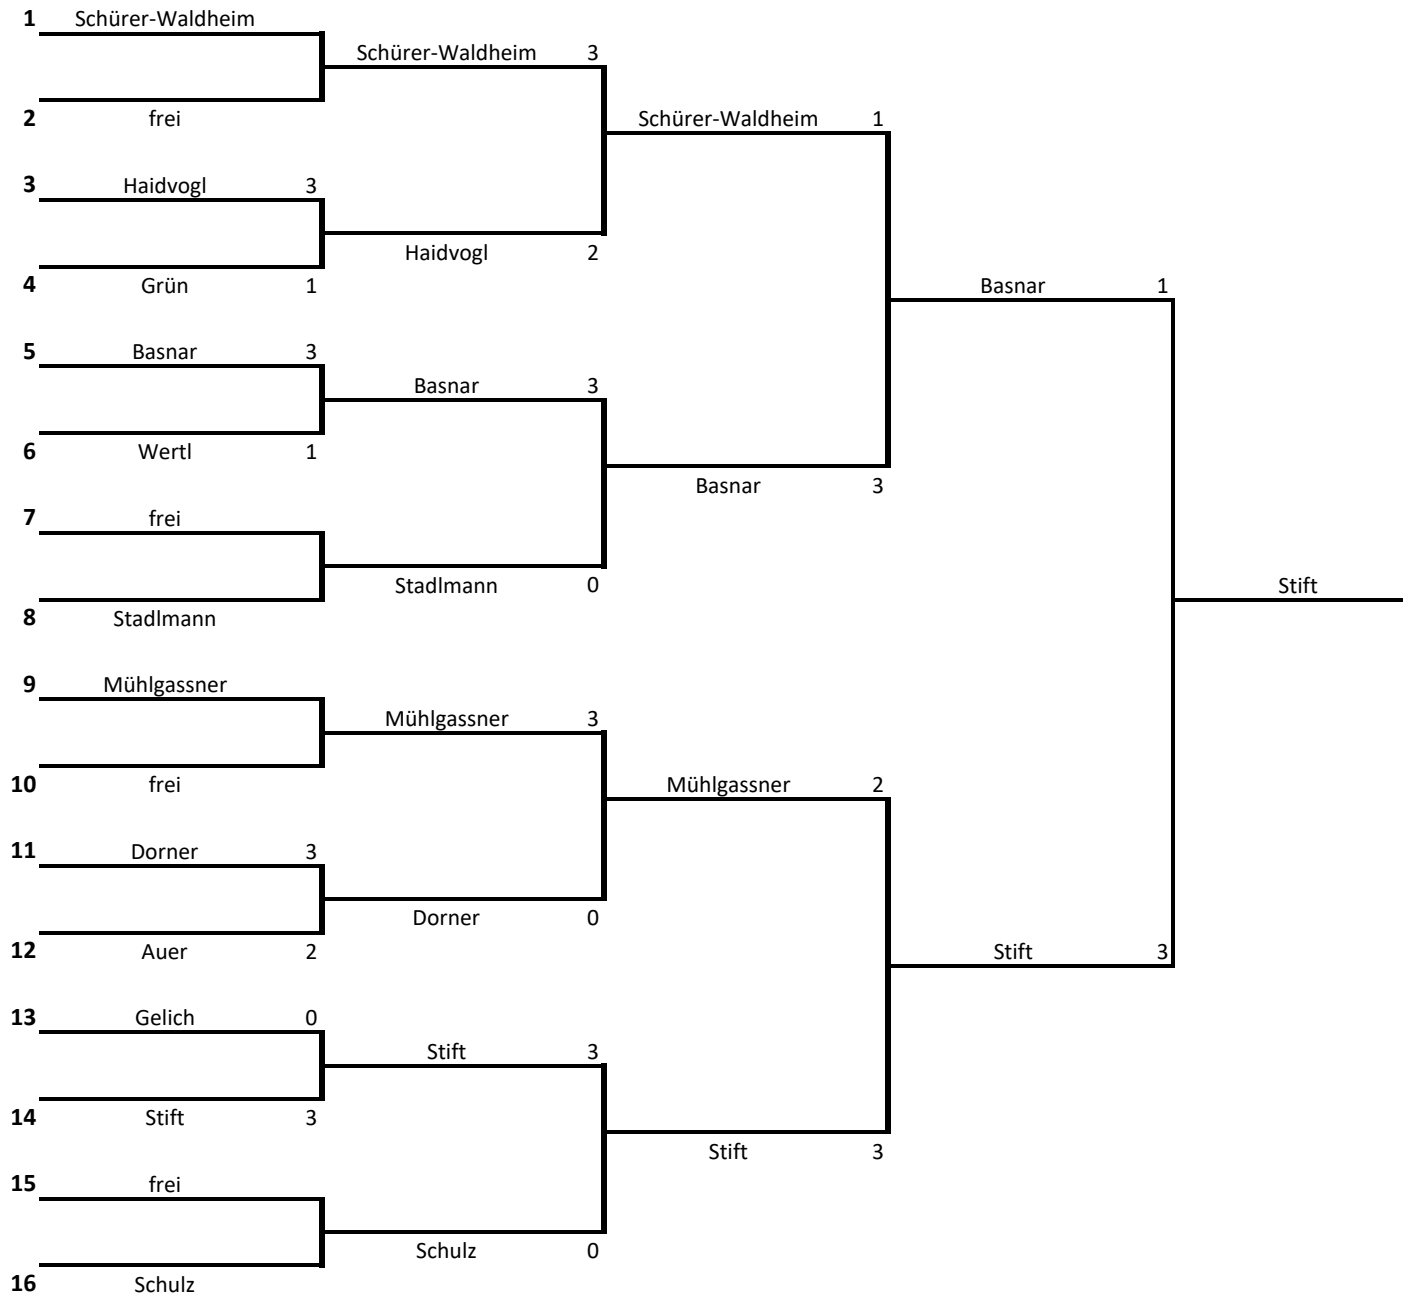 1 Schürer-Waldheim
Schürer-Waldheim 3
2 frei
Schürer-Waldheim 1
3 Haidvogl 3
Haidvogl 2
4 Grün 1
Basnar 1
5 Basnar 3
Basnar 3
6 Wertl 1
Basnar 3
7 frei
Stadlmann 0
Stift
8 Stadlmann
9 Mühlgassner
Mühlgassner 3
10 frei
Mühlgassner 2
11 Dorner 3
Dorner 0
12 Auer 2
Stift 3
13 Gelich 0
Stift 3
14 Stift 3
Stift 3
15 frei
Schulz 0
16 Schulz